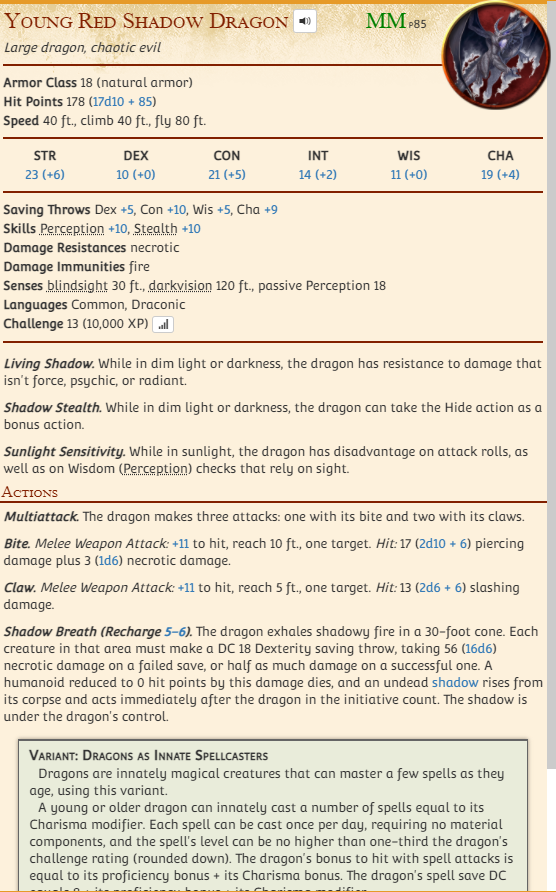 Young Red Shadow Dragon
MM P85
Large dragon, chaotic evil
Armor Class 18 (natural armor)
Hit Points 178 (17d10 + 85)
Speed 40 ft., climb 40 ft., fly 80 ft.
STR DEX CON INT WIS CHA
23 (+6) 10 (+0) 21 (+5) 14 (+2) 11 (+0) 19 (+4)
Saving Throws Dex +5, Con +10, Wis +5, Cha +9
Skills Perception +10, Stealth +10
Damage Resistances necrotic
Damage Immunities fire
Senses blindsight 30 ft., darkvision 120 ft., passive Perception 18
Languages Common, Draconic
Challenge 13 (10,000 XP)
Living Shadow. While in dim light or darkness, the dragon has resistance to damage that
isn't force, psychic, or radiant.
Shadow Stealth. While in dim light or darkness, the dragon can take the Hide action as a
bonus action.
Sunlight Sensitivity. While in sunlight, the dragon has disadvantage on attack rolls, as
well as on Wisdom (Perception) checks that rely on sight.
Actions
Multiattack. The dragon makes three attacks: one with its bite and two with its claws.
Bite. Melee Weapon Attack: +11 to hit, reach 10 ft., one target. Hit: 17 (2d10 + 6) piercing
damage plus 3 (1d6) necrotic damage.
Claw. Melee Weapon Attack: +11 to hit, reach 5 ft., one target. Hit: 13 (2d6 + 6) slashing
damage.
Shadow Breath (Recharge 5–6). The dragon exhales shadowy fire in a 30-foot cone. Each
creature in that area must make a DC 18 Dexterity saving throw, taking 56 (16d6)
necrotic damage on a failed save, or half as much damage on a successful one. A
humanoid reduced to 0 hit points by this damage dies, and an undead shadow rises from
its corpse and acts immediately after the dragon in the initiative count. The shadow is
under the dragon's control.
Variant: Dragons as Innate Spellcasters
Dragons are innately magical creatures that can master a few spells as they
age, using this variant.
A young or older dragon can innately cast a number of spells equal to its
Charisma modifier. Each spell can be cast once per day, requiring no material
components, and the spell's level can be no higher than one-third the dragon's
challenge rating (rounded down). The dragon's bonus to hit with spell attacks is
equal to its proficiency bonus + its Charisma bonus. The dragon's spell save DC
equals 8 + its proficiency bonus + its Charisma modifier.